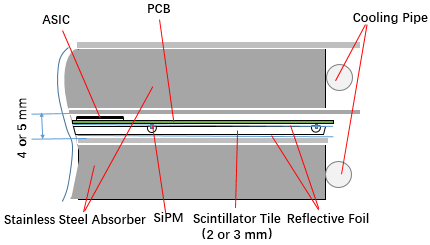 PCB
ASIC
Cooling Pipe
4 or 5 mm
Stainless Steel Absorber
SiPM
Scintillator Tile
(2 or 3 mm)
Reflective Foil